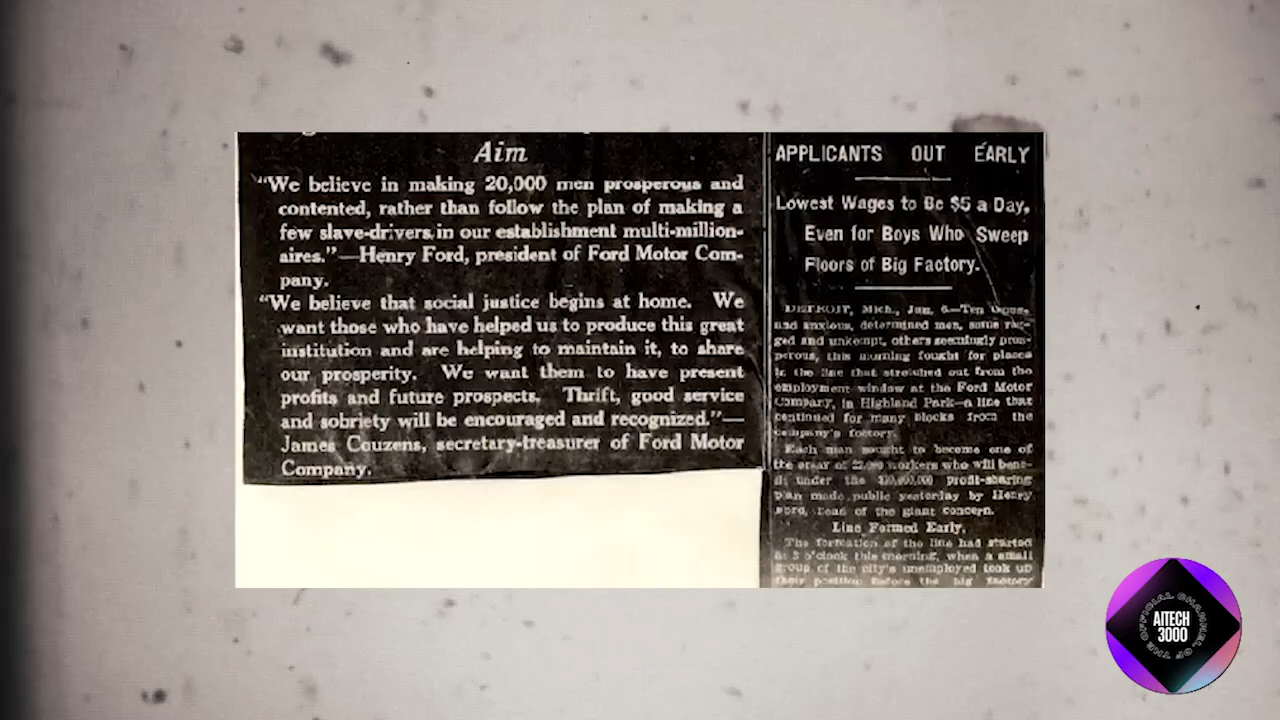 Aim
"We believe in making 20,000 men prosperous and
contented, rather than follow the plan of making a
few slave-drivers in our establishment multi-million-
aires."—Henry Ford, president of Ford Motor Com-
pany.
"We believe that social justice begins at home. We
want those who have helped us to produce this great
institution and are helping to maintain it, to share
our prosperity. We want them to have present
profits and future prospects. Thrift, good service
and sobriety will be encouraged and recognized."—
James Couzens, secretary-treasurer of Ford Motor
Company.
APPLICANTS OUT EARLY
Lowest Wages to Be $5 a Day,
Even for Boys Who Sweep
Floors of Big Factory.
DETROIT, Mich., Jan. 6—Ten thous-
and anxious, determined men, some rag-
ged and unkempt, others seemingly pros-
perous, this morning fought for places
in the line that stretched out from the
employment window at the Ford Motor
Company, in Highland Park—a line that
continued for many blocks from the
company's factory.
Each man sought to become one of
the workers who will bene-
fit under the $10,000,000 profit-sharing
plan made public yesterday by Henry
Ford, head of the giant concern.
Line Formed Early.
The formation of the line had started
at 3 o'clock this morning, when a small
group of the city's unemployed took up
their position before the big factory
AITECH
3000
THE OFFICIAL CHANNEL OF